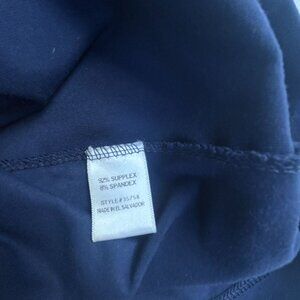 92% SUPPLEX
8% SPANDEX
STYLE #
MADE IN EL SALVADOR